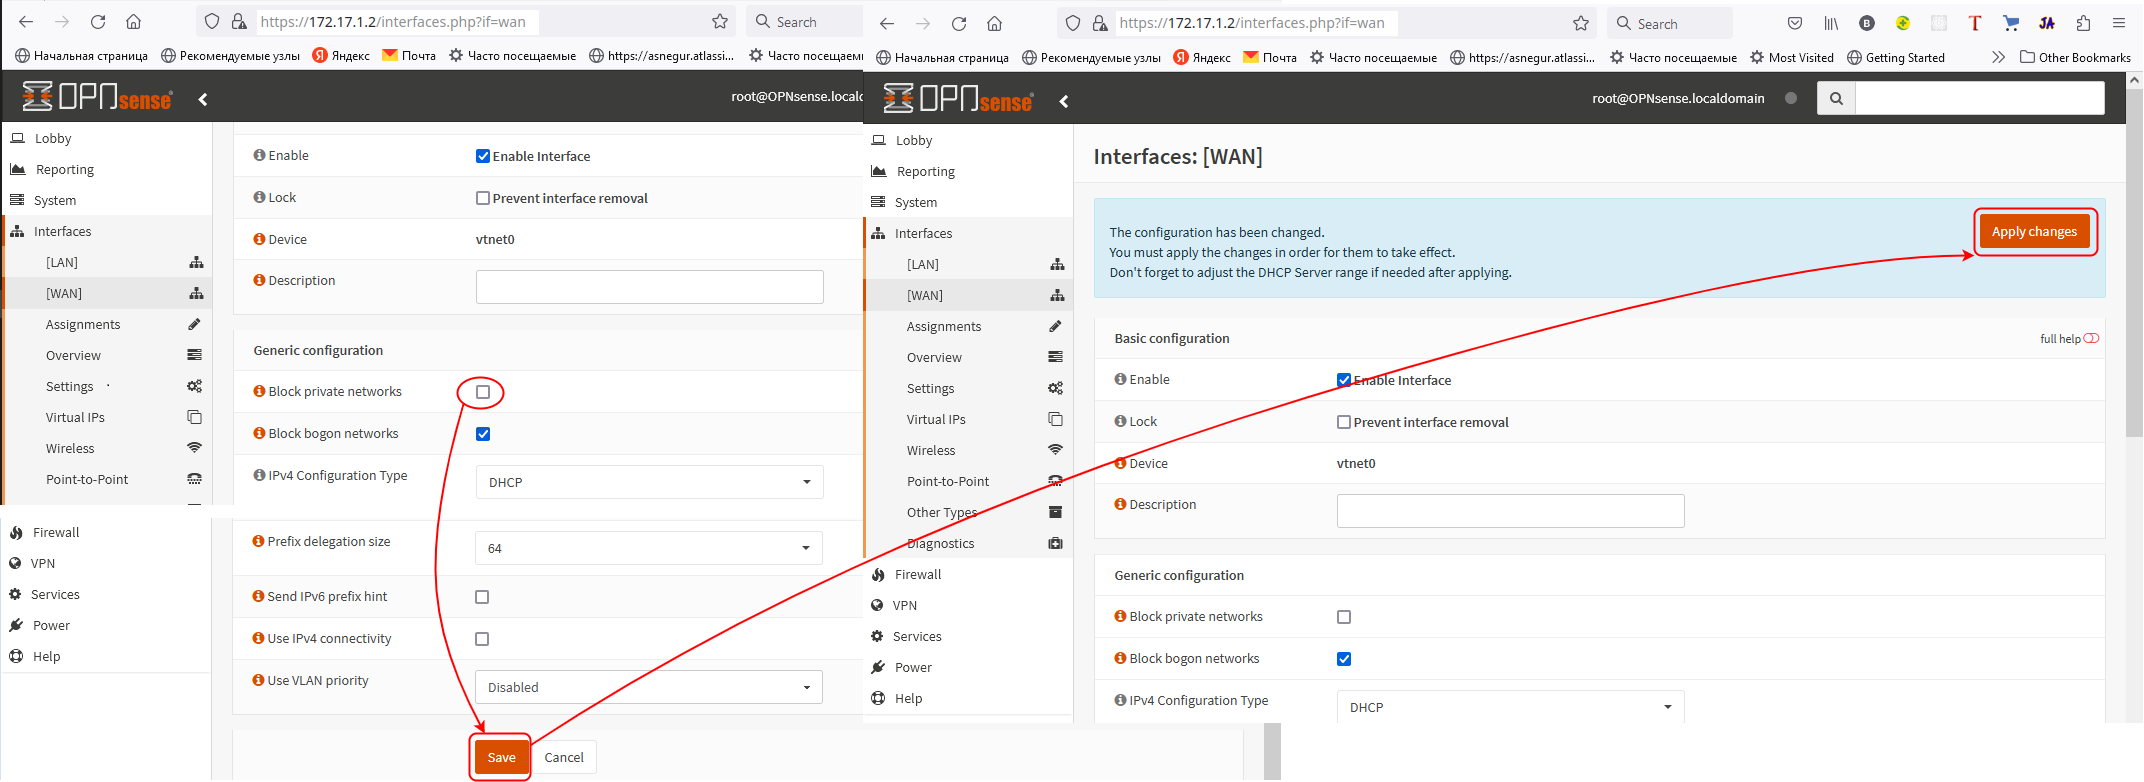 https://172.17.1.2/interfaces.php?if=wan
Search
Начальная страница
Рекомендуемые узлы
Яндекс
Почта
Часто посещаемые
https://asnegur.atlassi...
Часто посещаем
OPNsense
root@OPNsense.locald
Lobby
Reporting
System
Interfaces
[LAN]
[WAN]
Assignments
Overview
Settings
Virtual IPs
Wireless
Point-to-Point
Firewall
VPN
Services
Power
Help
Enable
Enable Interface
Lock
Prevent interface removal
Device
vtnet0
Description
Generic configuration
Block private networks
Block bogon networks
IPv4 Configuration Type
DHCP
Prefix delegation size
64
Send IPv6 prefix hint
Use IPv4 connectivity
Use VLAN priority
Disabled
Save
Cancel
https://172.17.1.2/interfaces.php?if=wan
Search
B
T
JA
Начальная страница
Рекомендуемые узлы
Яндекс
Почта
Часто посещаемые
https://asnegur.atlassi...
Часто посещаемые
Most Visited
Getting Started
Other Bookmarks
OPNsense
root@OPNsense.localdomain
Lobby
Reporting
System
Interfaces
[LAN]
[WAN]
Assignments
Overview
Settings
Virtual IPs
Wireless
Point-to-Point
Other Types
Diagnostics
Firewall
VPN
Services
Power
Help
Interfaces: [WAN]
The configuration has been changed.
You must apply the changes in order for them to take effect.
Don't forget to adjust the DHCP Server range if needed after applying.
Apply changes
Basic configuration
full help
Enable
Enable Interface
Lock
Prevent interface removal
Device
vtnet0
Description
Generic configuration
Block private networks
Block bogon networks
IPv4 Configuration Type
DHCP